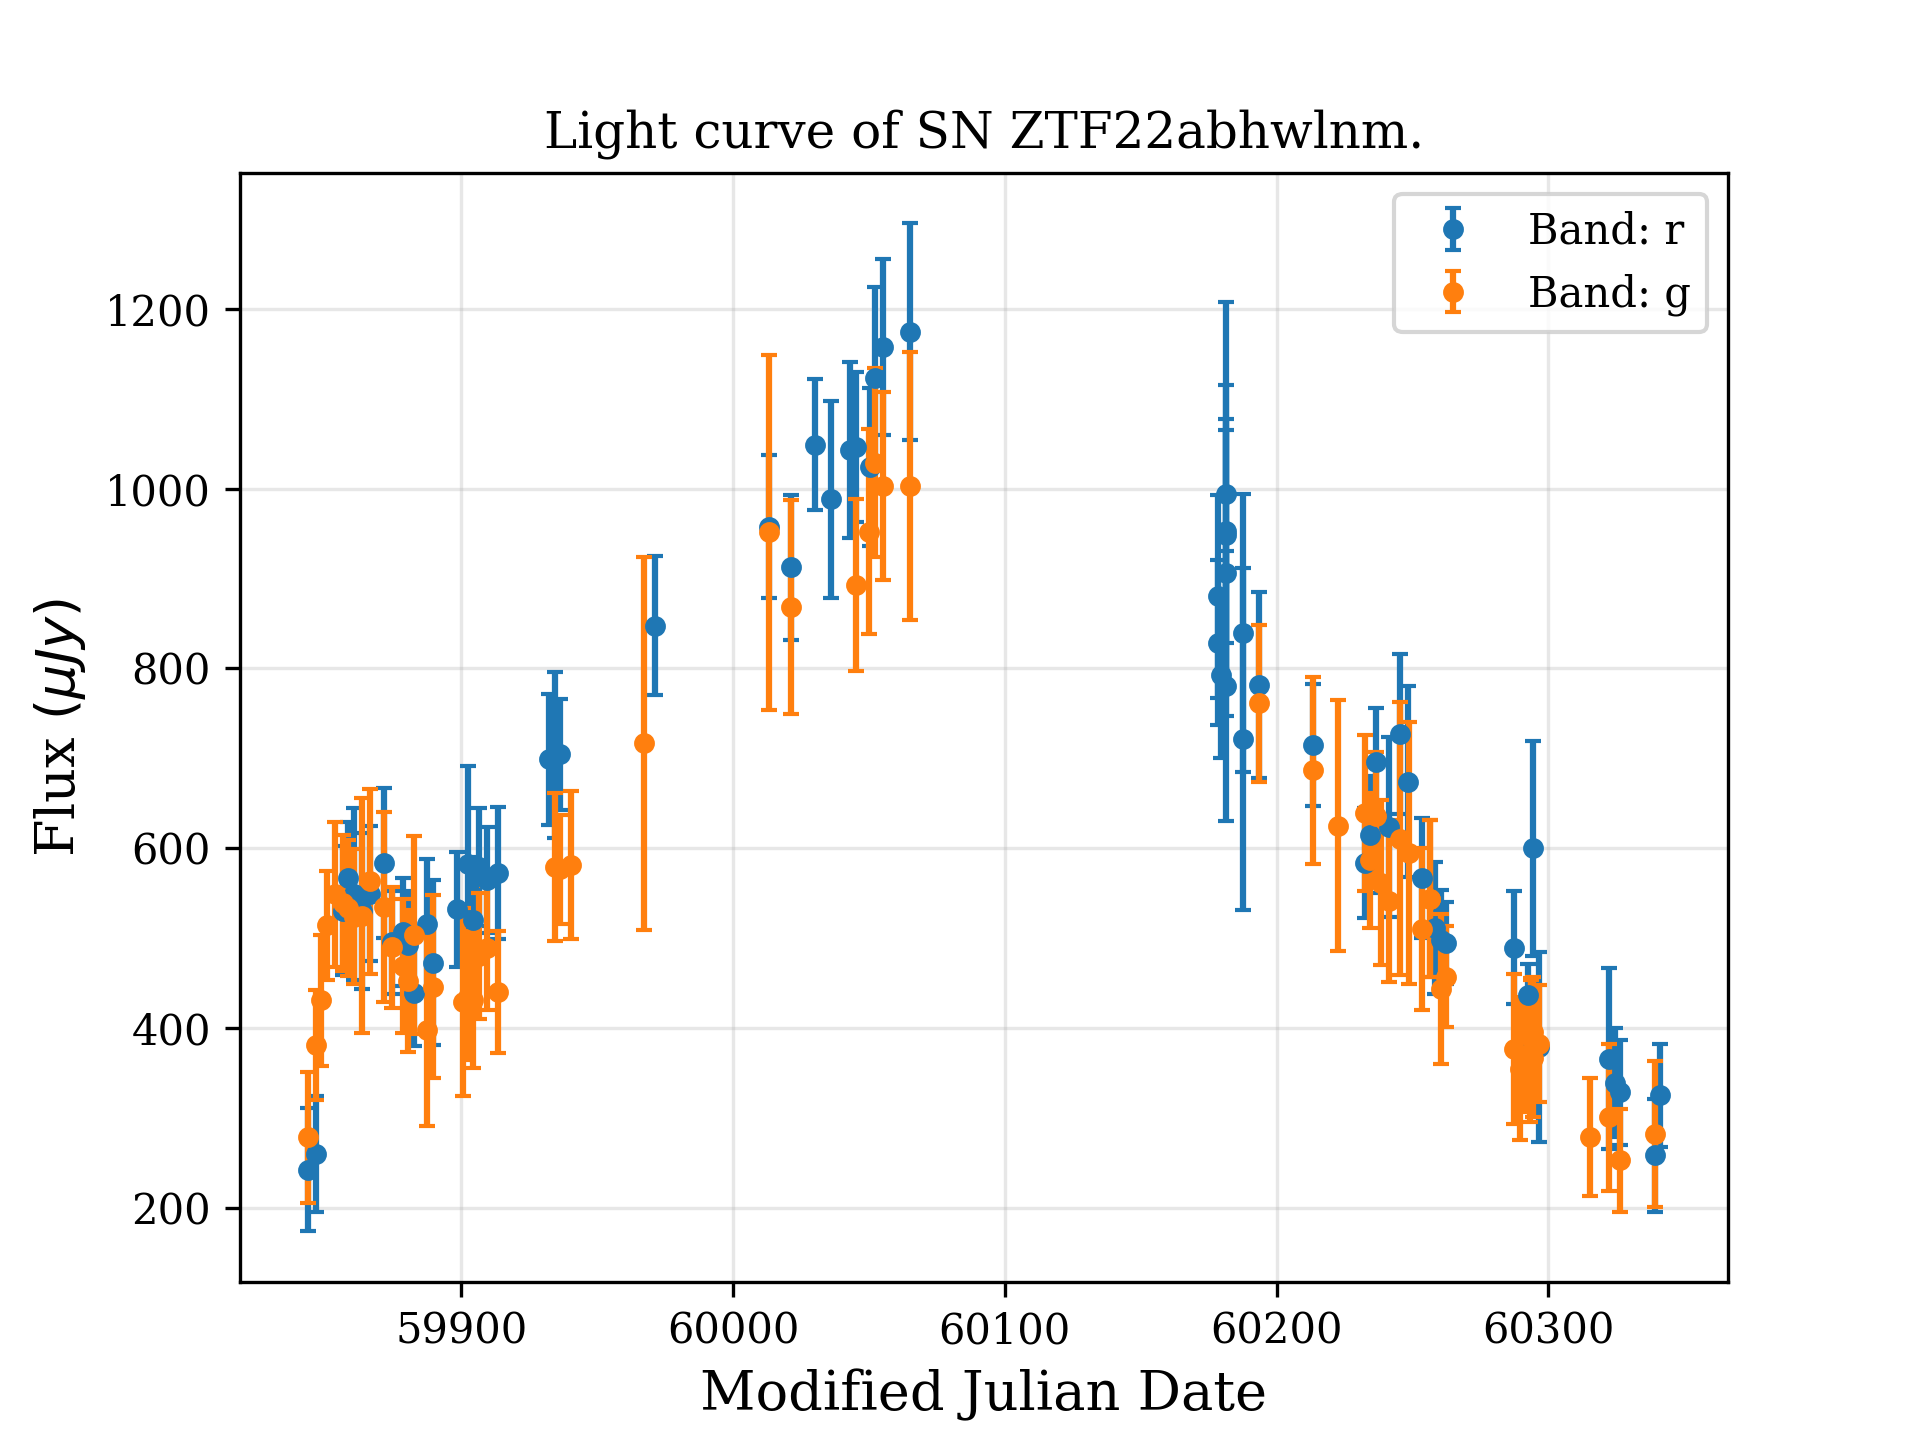 Light curve of SN ZTF22abhwlnm.
Band: r
Band: g
1200
1000
800
600
400
200
Flux (μJy)
59900 60000 60100 60200 60300
Modified Julian Date